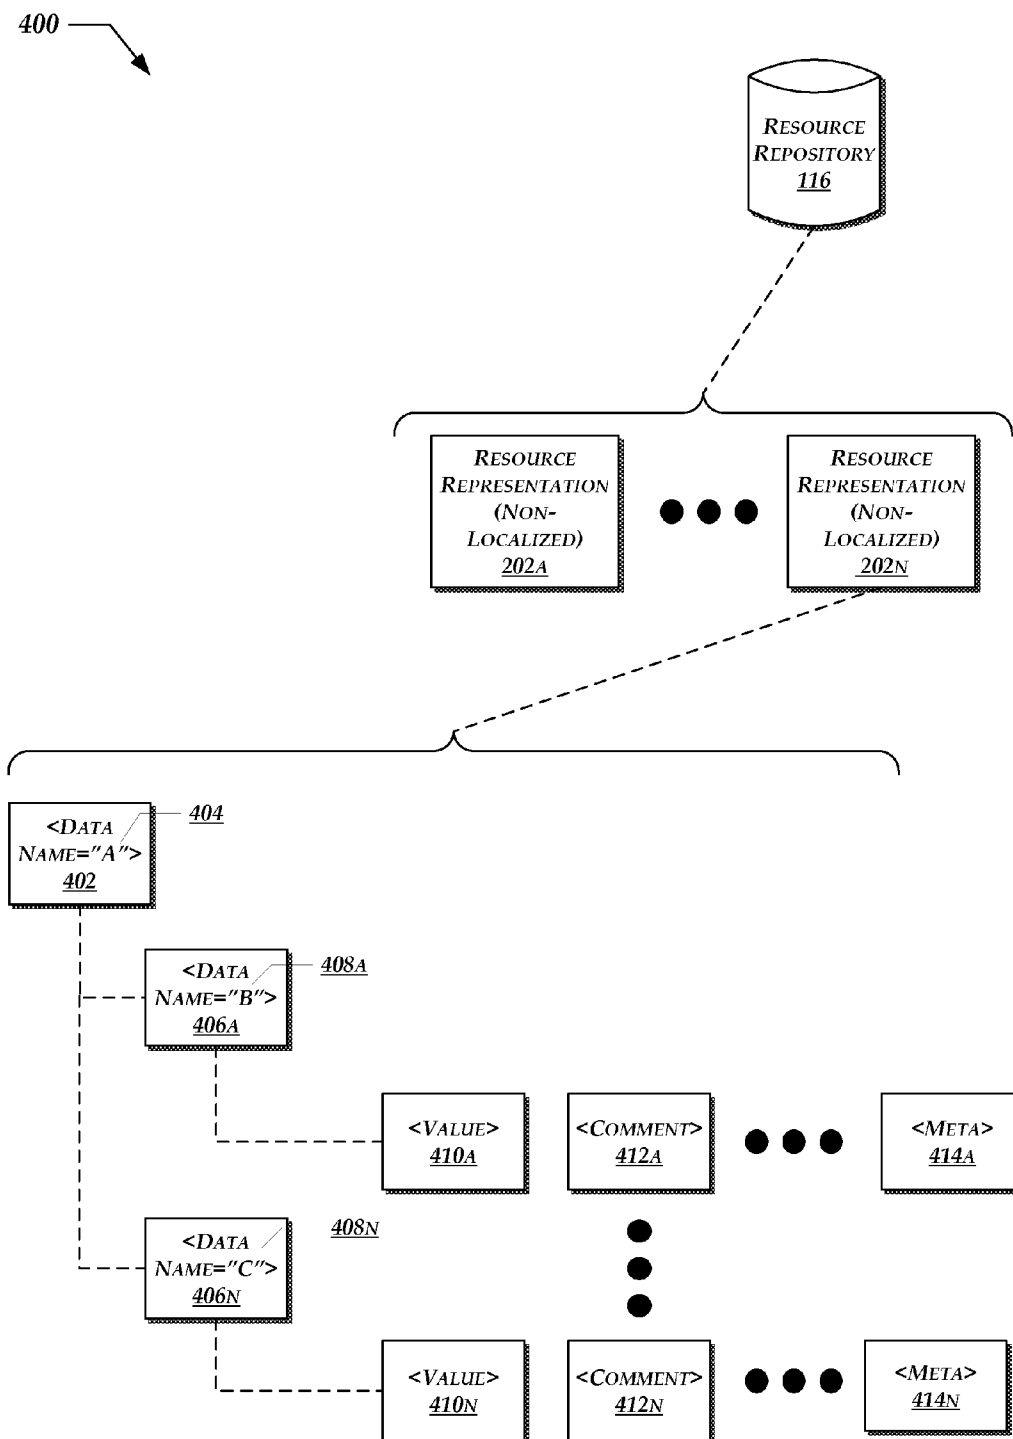 400
RESOURCE
REPOSITORY
116
RESOURCE
REPRESENTATION
(NON-
LOCALIZED)
202A
RESOURCE
REPRESENTATION
(NON-
LOCALIZED)
202N
<DATA
NAME="A">
402
404
<DATA
NAME="B">
406A
408A
<VALUE>
410A
<COMMENT>
412A
<META>
414A
<DATA
NAME="C">
406N
408N
<VALUE>
410N
<COMMENT>
412N
<META>
414N